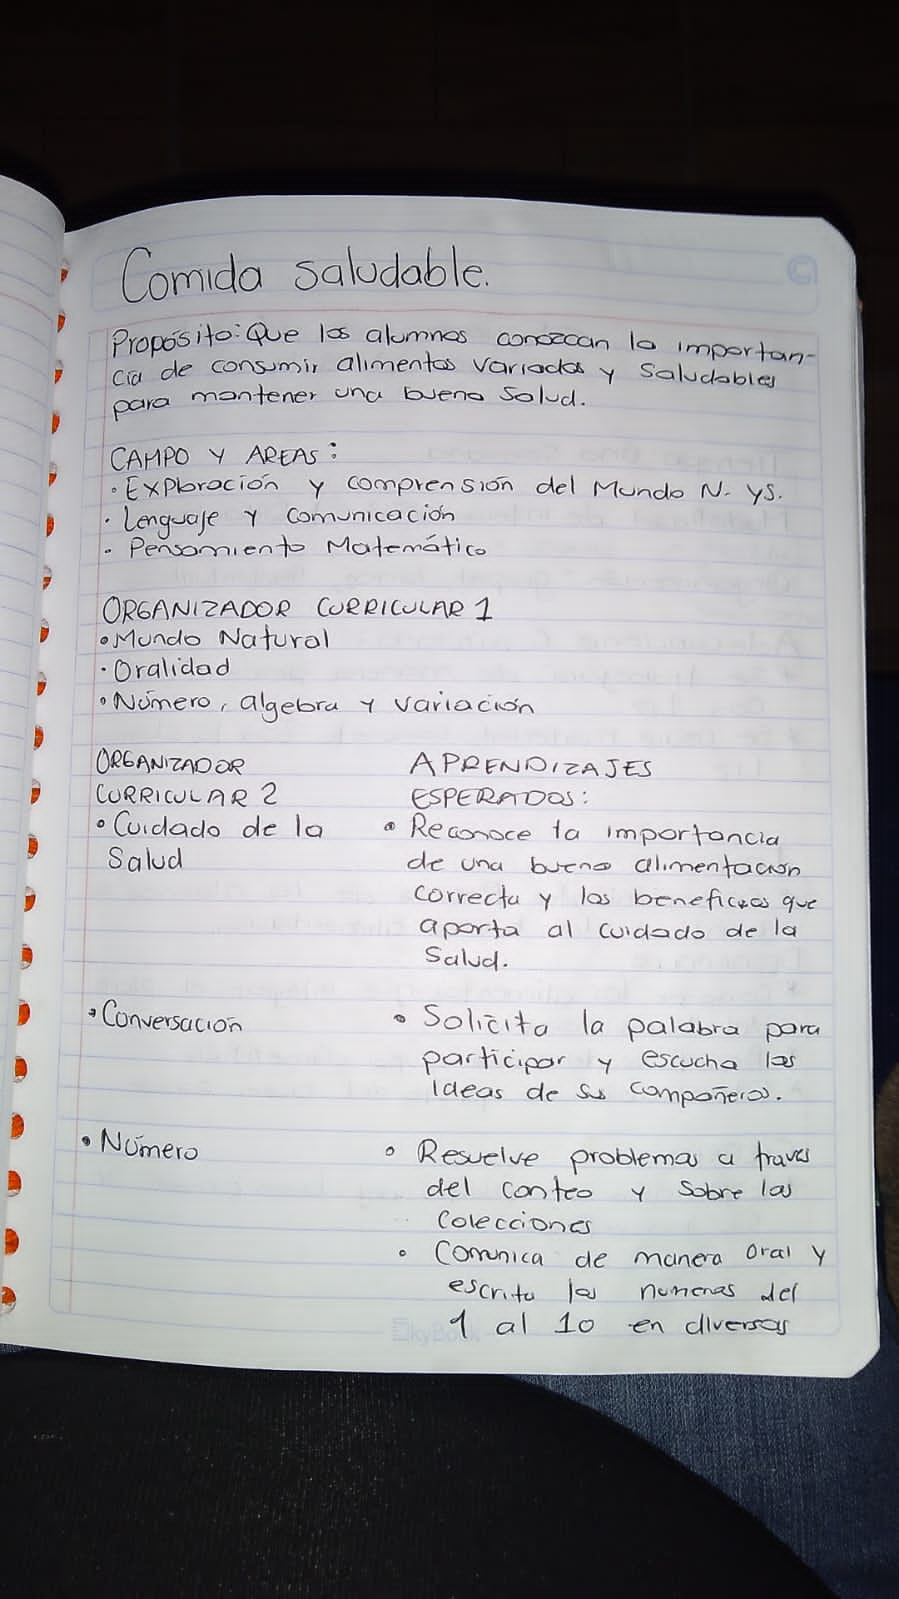 Comida saludable.
Propósito: Que los alumnos conozcan la importan-
cia de consumir alimentos variados y saludables
para mantener una buena salud.
CAMPO Y AREAS:
· Exploración y comprensión del Mundo N. y S.
· Lenguaje y Comunicación
· Pensamiento Matemático
ORGANIZADOR CURRICULAR 1
• Mundo Natural
· Oralidad
• Número, algebra y variación
ORGANIZADOR
CURRICULAR 2
• Cuidado de la
Salud
APRENDIZAJES
ESPERADOS:
• Reconoce la importancia
de una buena alimentación
correcta y los beneficios que
aporta al cuidado de la
Salud.
• Conversación
• Solicita la palabra para
participar y escucha las
ideas de sus compañeros.
• Número
• Resuelve problemas a traves
del conteo y sobre las
colecciones
• Comunica de manera oral y
escrita los numeros del
1 al 10 en diversas